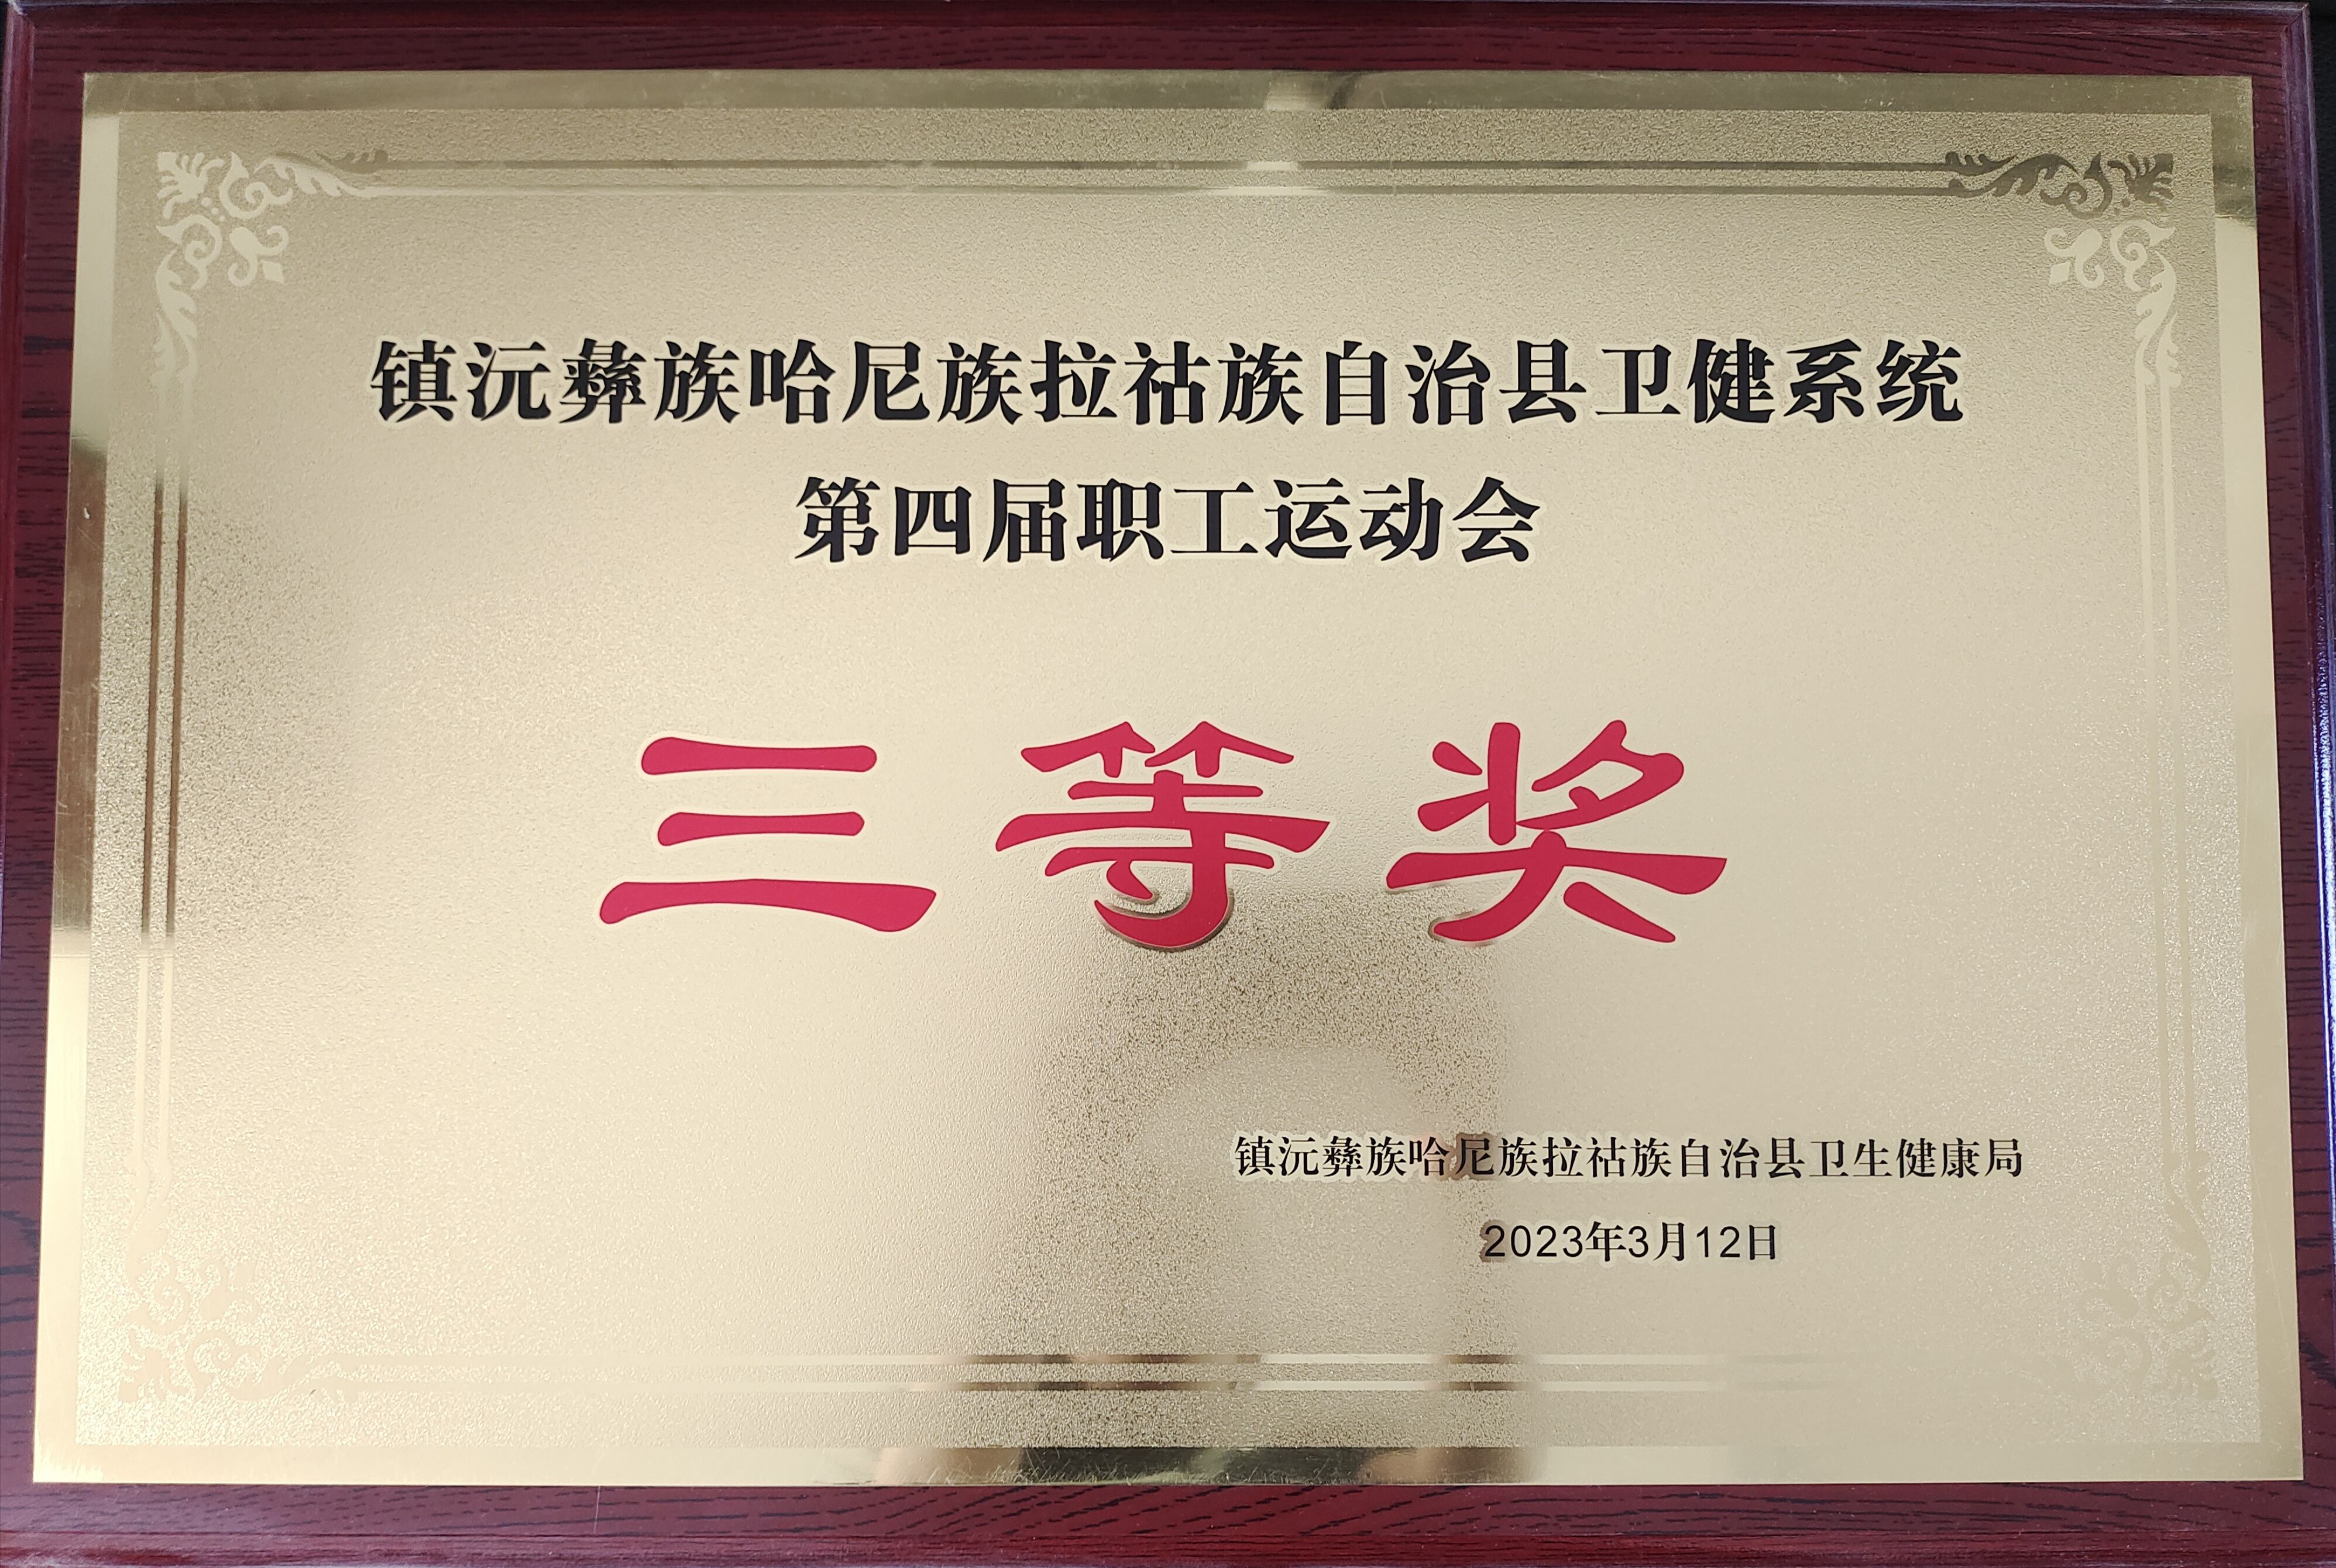 镇沅彝族哈尼族拉祜族自治县卫健系统
第四届职工运动会
三等奖
镇沅彝族哈尼族拉祜族自治县卫生健康局
2023年3月12日